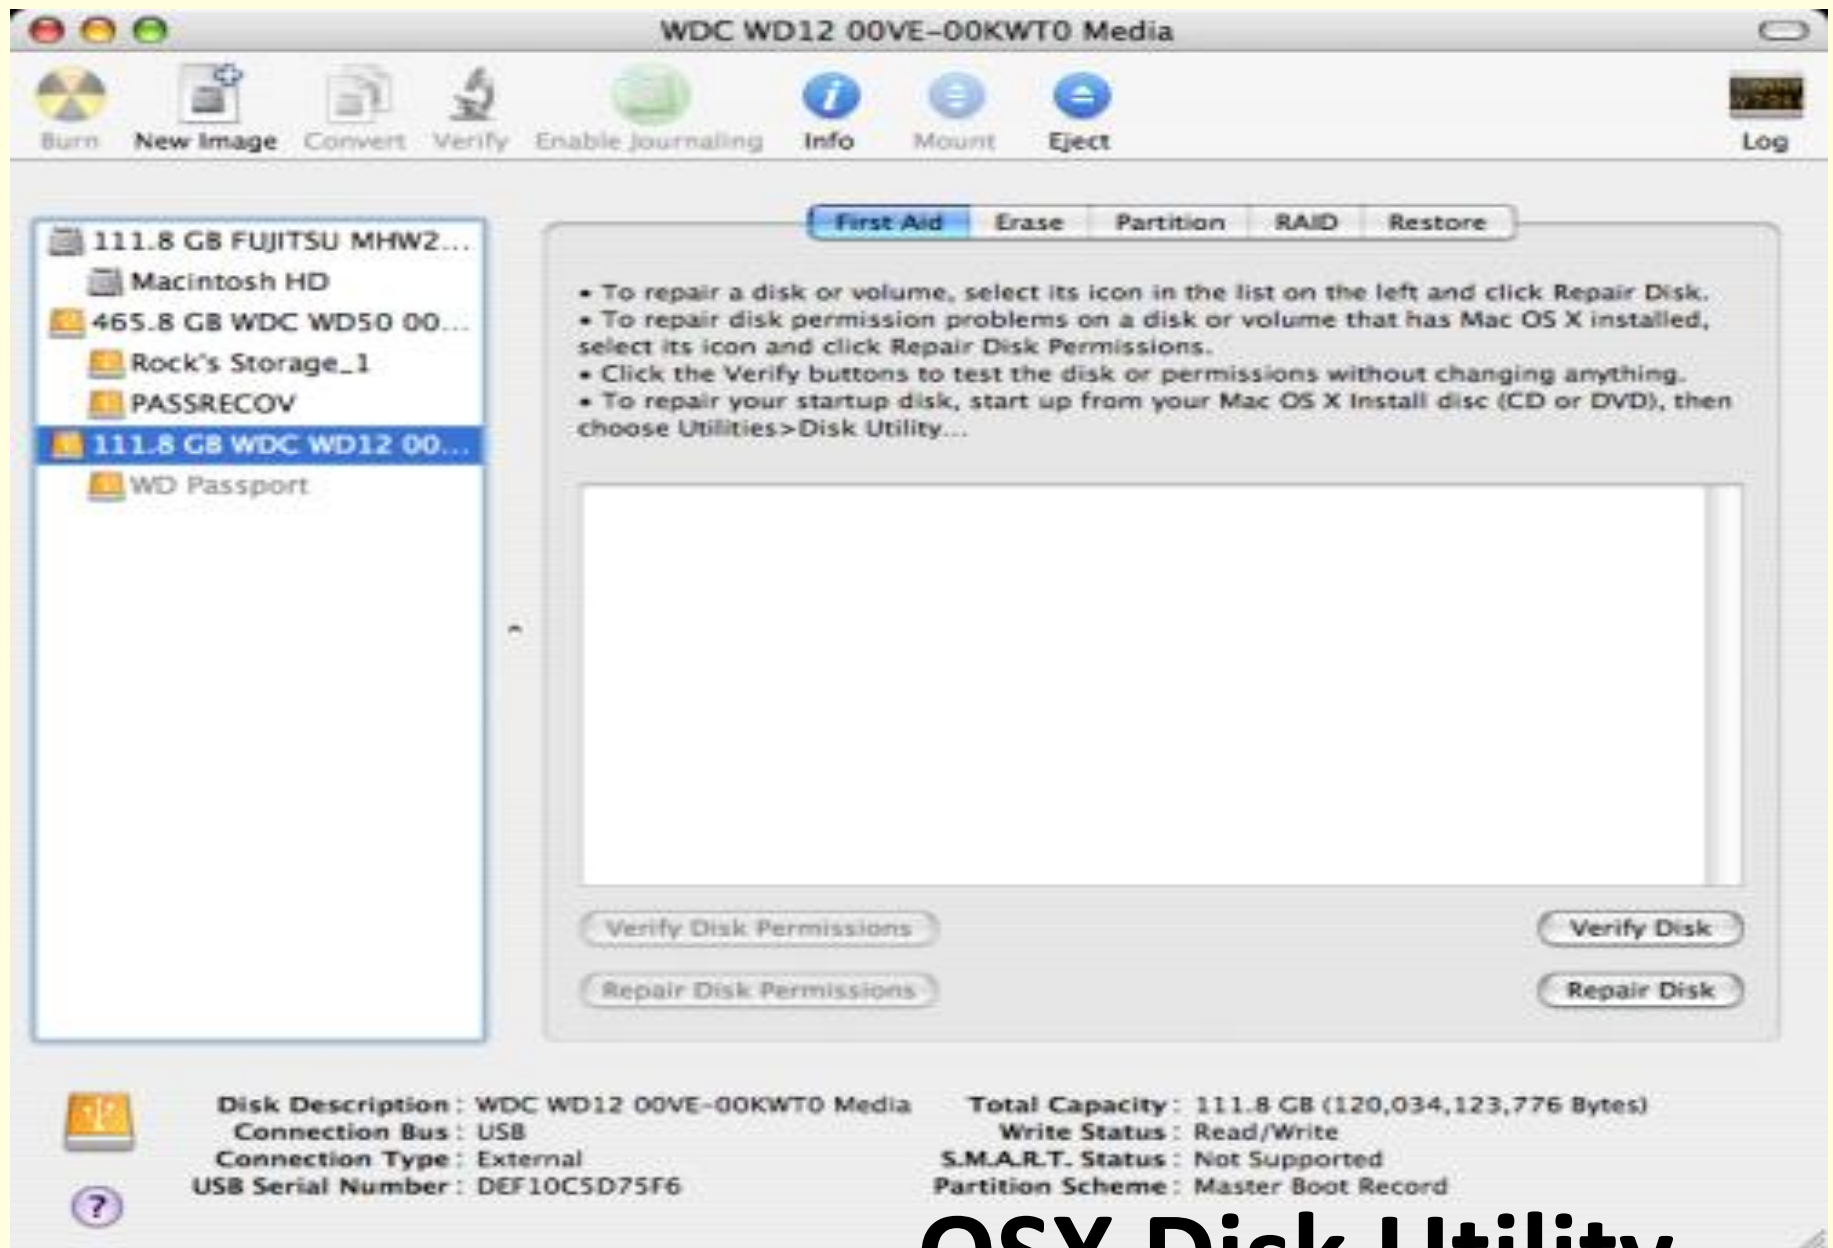 WDC WD12 00VE-00KWT0 Media
Burn New Image Convert Verify Enable Journaling Info Mount Eject Log
111.8 GB FUJITSU MHW2...
Macintosh HD
465.8 GB WDC WD50 00...
Rock's Storage_1
PASSRECOV
111.8 GB WDC WD12 00...
WD Passport
First Aid Erase Partition RAID Restore
• To repair a disk or volume, select its icon in the list on the left and click Repair Disk.
• To repair disk permission problems on a disk or volume that has Mac OS X installed,
select its icon and click Repair Disk Permissions.
• Click the Verify buttons to test the disk or permissions without changing anything.
• To repair your startup disk, start up from your Mac OS X Install disc (CD or DVD), then
choose Utilities>Disk Utility...
Verify Disk Permissions Verify Disk
Repair Disk Permissions Repair Disk
Disk Description : WDC WD12 00VE-00KWT0 Media
Connection Bus : USB
Connection Type : External
USB Serial Number : DEF10C5D75F6
Total Capacity : 111.8 GB (120,034,123,776 Bytes)
Write Status : Read/Write
S.M.A.R.T. Status : Not Supported
Partition Scheme : Master Boot Record
?
OSX Disk Utility